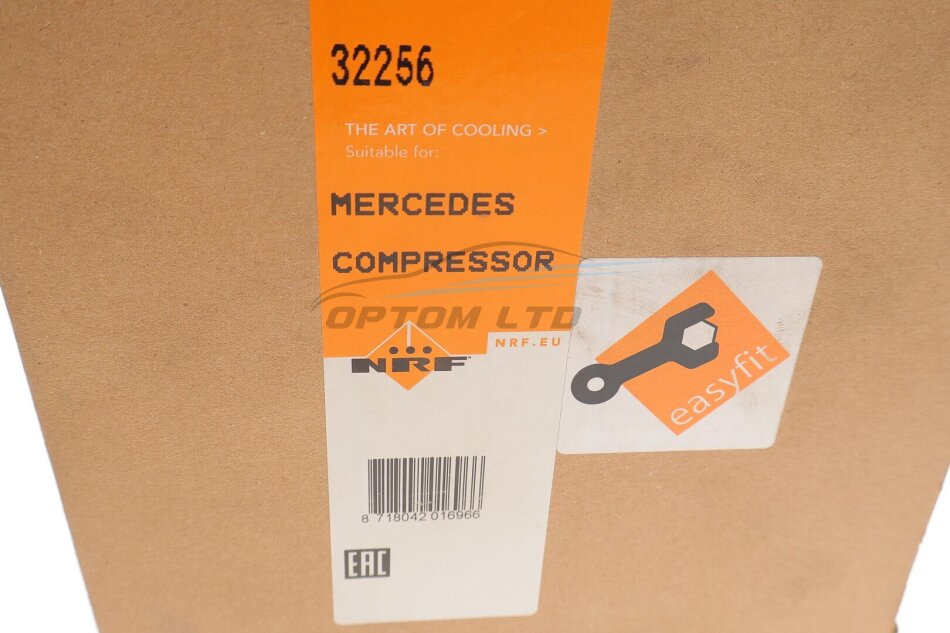 32256
THE ART OF COOLING >
Suitable for:
MERCEDES
COMPRESSOR
OPTOM LTD
NRF.EU
NRF
easyfit
8 718042 016966
EAC